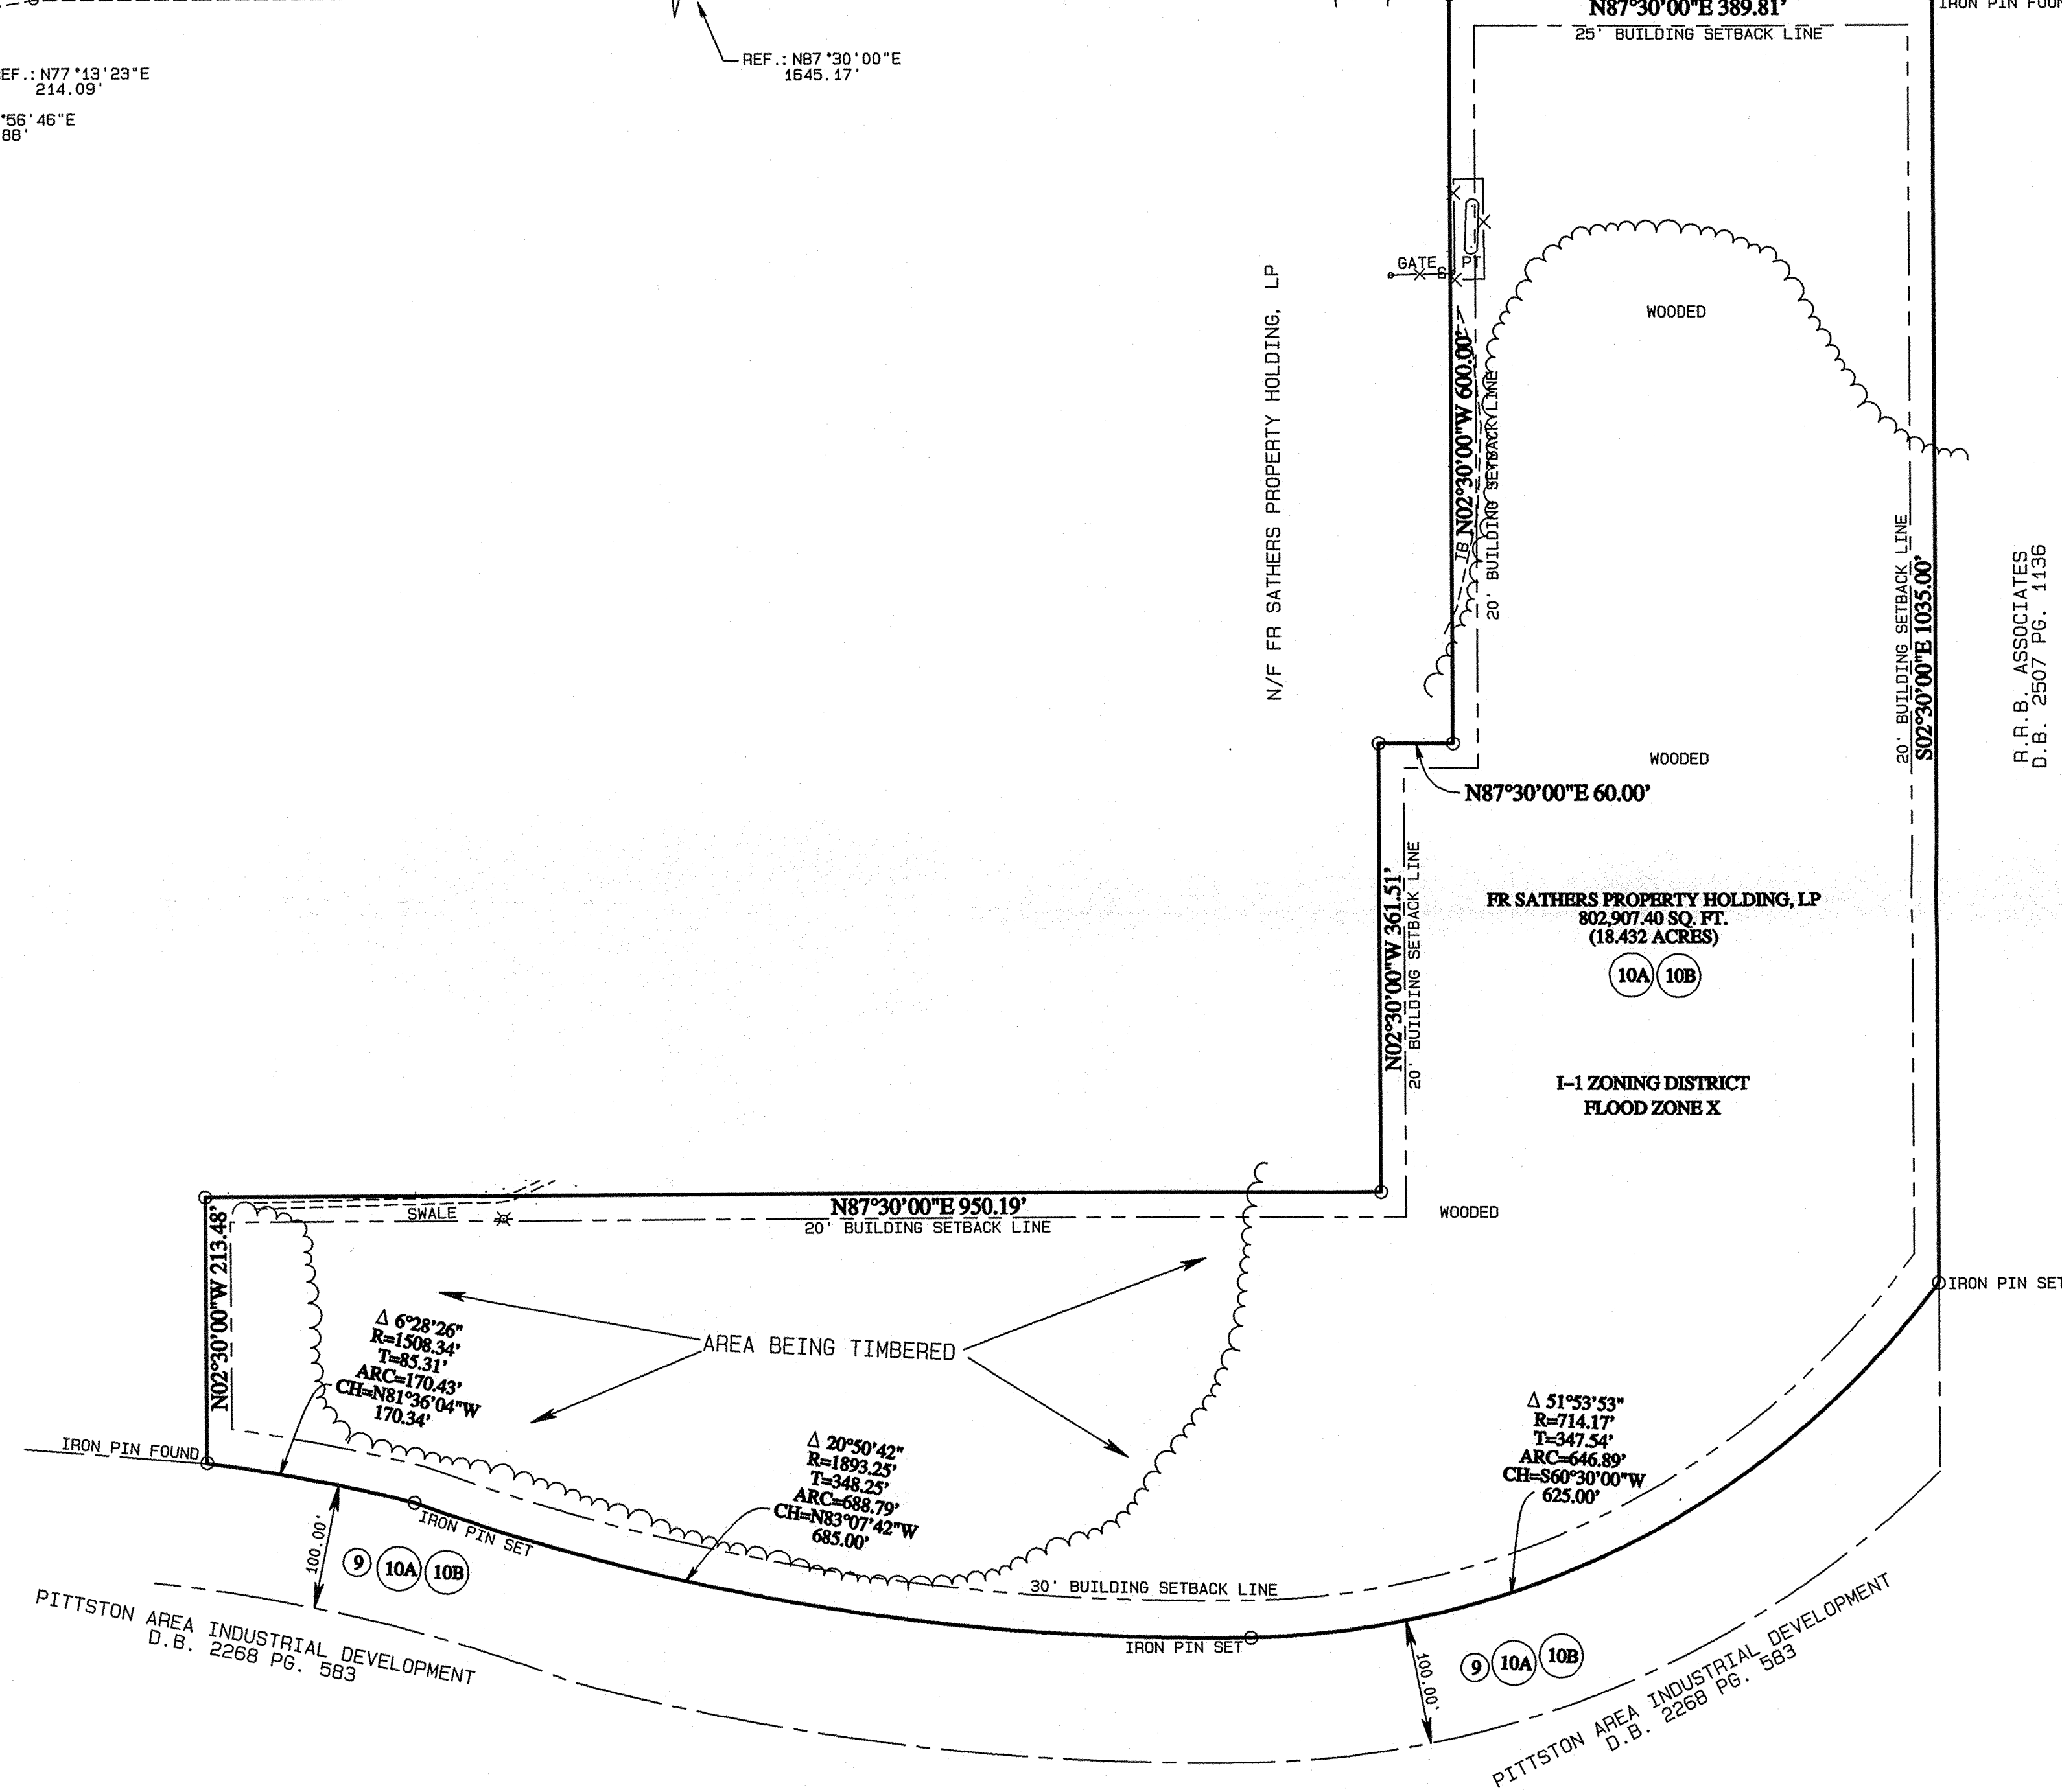 N87°30'00"E 389.81'
IRON PIN FOUN
25' BUILDING SETBACK LINE
REF.: N87°30'00"E
1645.17'
EF.: N77°13'23"E
214.09'
°56'46"E
88'
GATE
S
PT
WOODED
N/F FR SATHERS PROPERTY HOLDING, LP
N02°30'00"W 600.00'
TB
20' BUILDING SETBACK LINE
20' BUILDING SETBACK LINE
S02°30'00"E 1035.00'
R.R.B. ASSOCIATES
D.B. 2507 PG. 1136
WOODED
N87°30'00"E 60.00'
N02°30'00"W 361.51'
20' BUILDING SETBACK LINE
FR SATHERS PROPERTY HOLDING, LP
802,907.40 SQ. FT.
(18.432 ACRES)
10A 10B
I-1 ZONING DISTRICT
FLOOD ZONE X
N87°30'00"E 950.19'
SWALE
20' BUILDING SETBACK LINE
WOODED
N02°30'00"W 213.48'
IRON PIN SET
Δ 6°28'26"
R=1508.34'
T=85.31'
ARC=170.43'
CH=N81°36'04"W
170.34'
AREA BEING TIMBERED
Δ 51°53'53"
R=714.17'
T=347.54'
ARC=646.89'
CH=S60°30'00"W
625.00'
IRON PIN FOUND
Δ 20°50'42"
R=1893.25'
T=348.25'
ARC=688.79'
CH=N83°07'42"W
685.00'
IRON PIN SET
100.00'
9 10A 10B
30' BUILDING SETBACK LINE
IRON PIN SET
100.00'
9 10A 10B
PITTSTON AREA INDUSTRIAL DEVELOPMENT
D.B. 2268 PG. 583
PITTSTON AREA INDUSTRIAL DEVELOPMENT
D.B. 2268 PG. 583